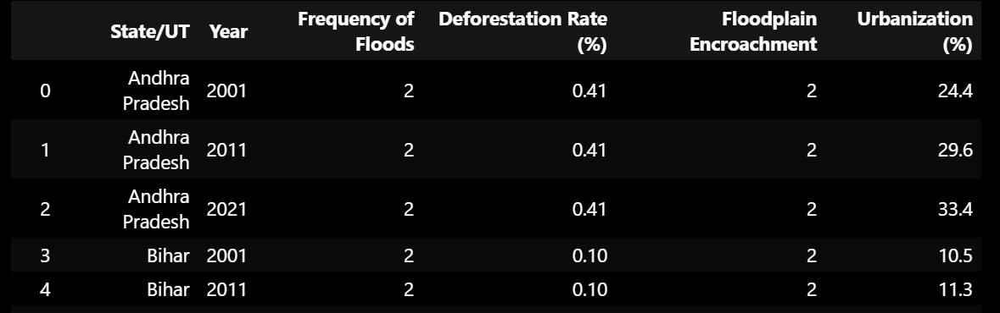 State/UT Year Frequency of Floods Deforestation Rate (%) Floodplain Encroachment Urbanization (%)
0 Andhra Pradesh 2001 2 0.41 2 24.4
1 Andhra Pradesh 2011 2 0.41 2 29.6
2 Andhra Pradesh 2021 2 0.41 2 33.4
3 Bihar 2001 2 0.10 2 10.5
4 Bihar 2011 2 0.10 2 11.3